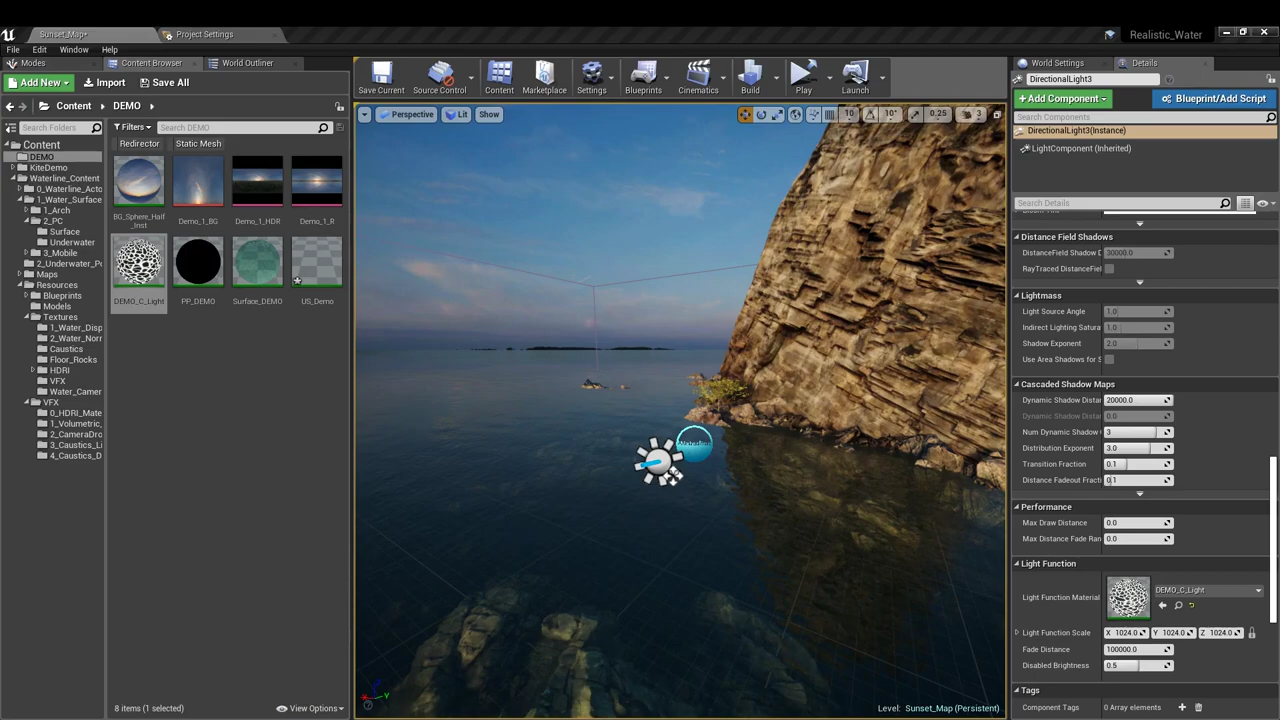 Sunset_Map•
Project Settings
Realistic_Water
File Edit Window Help
Modes
Content Browser
World Outliner
World Settings
Details
Add New
Import
Save All
Content
DEMO
Search Folders
Filters
Search DEMO
Redirector
Static Mesh
Content
DEMO
KiteDemo
Waterline_Content
0_Waterline_Acto
1_Water_Surface
1_Arch
2_PC
Surface
Underwater
3_Mobile
2_Underwater_Po
Maps
Resources
Blueprints
Models
Textures
1_Water_Disp
2_Water_Norr
Caustics
Floor_Rocks
HDRI
VFX
Water_Camer
VFX
0_HDRI_Mate
1_Volumetric_
2_CameraDro
3_Caustics_Li
4_Caustics_D
BG_Sphere_Half
_Inst
Demo_1_BG
Demo_1_HDR
Demo_1_R
DEMO_C_Light
PP_DEMO
Surface_DEMO
US_Demo
8 items (1 selected)
View Options
Save Current
Source Control
Content
Marketplace
Settings
Blueprints
Cinematics
Build
Play
Launch
Perspective
Lit
Show
10
10°
0.25
3
Waterline
Y
Level: Sunset_Map (Persistent)
DirectionalLight3
+Add Component
Blueprint/Add Script
Search Components
DirectionalLight3(Instance)
LightComponent (Inherited)
Search Details
Distance Field Shadows
DistanceField Shadow D 30000.0
RayTraced DistanceFiel
Lightmass
Light Source Angle 1.0
Indirect Lighting Satura 1.0
Shadow Exponent 2.0
Use Area Shadows for S
Cascaded Shadow Maps
Dynamic Shadow Distar 20000.0
Dynamic Shadow Distar 0.0
Num Dynamic Shadow 3
Distribution Exponent 3.0
Transition Fraction 0.1
Distance Fadeout Fracti 0.1
Performance
Max Draw Distance 0.0
Max Distance Fade Ran 0.0
Light Function
Light Function Material
DEMO_C_Light
Light Function Scale X 1024.0 Y 1024.0 Z 1024.0
Fade Distance 100000.0
Disabled Brightness 0.5
Tags
Component Tags 0 Array elements